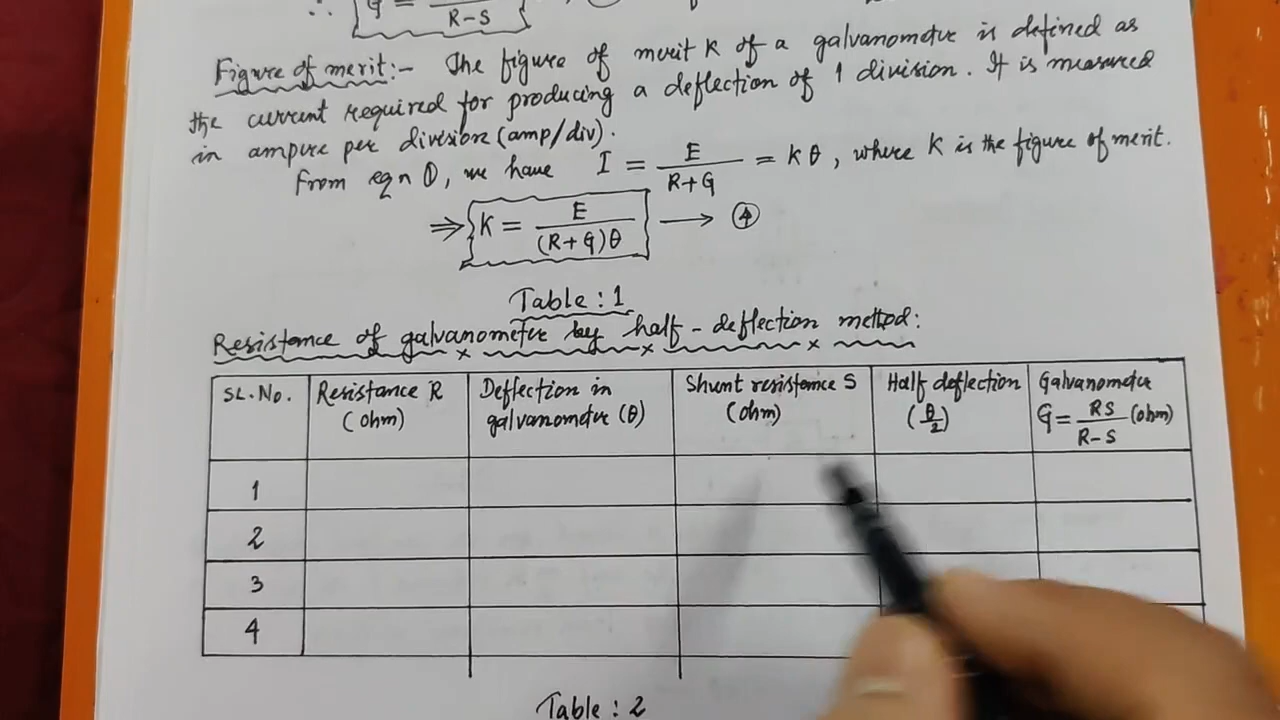 ∴ G = R-S
Figure of merit:- The figure of merit K of a galvanometer is defined as
the current required for producing a deflection of 1 division. It is measured
in ampere per division (amp/div).
From eqn ①, we have I = E / R+G = Kθ, where K is the figure of merit.
⇒ K = E / (R+G)θ → ④
Table : 1
Resistance of galvanometer by half-deflection method:
SL.No. Resistance R (ohm) Deflection in galvanometer (θ) Shunt resistance S (ohm) Half deflection (θ/2) Galvanometer G = RS / R-S (ohm)
1
2
3
4
Table : 2